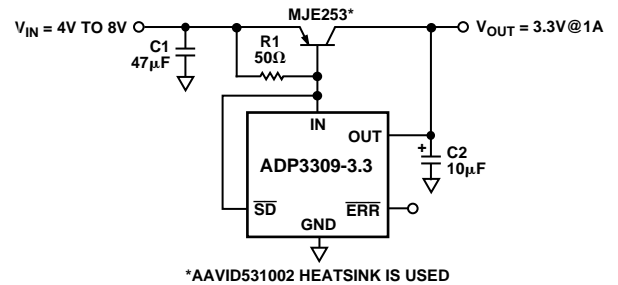 MJE253*
V_IN = 4V TO 8V
V_OUT = 3.3V@1A
C1
47µF
R1
50Ω
IN
OUT
ADP3309-3.3
C2
10µF
+
SD
ERR
GND
*AAVID531002 HEATSINK IS USED